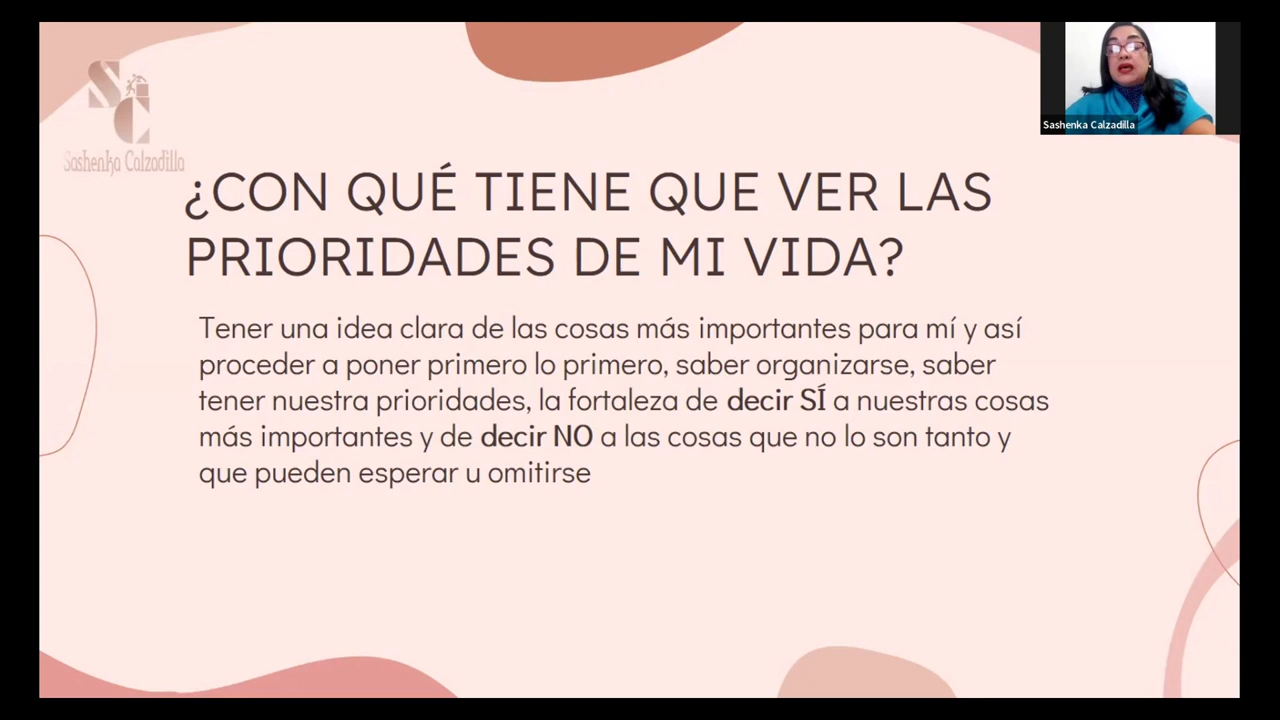 SC
Sashenka Calzadilla
Sashenka Calzadilla
¿CON QUÉ TIENE QUE VER LAS
PRIORIDADES DE MI VIDA?
Tener una idea clara de las cosas más importantes para mí y así
proceder a poner primero lo primero, saber organizarse, saber
tener nuestra prioridades, la fortaleza de decir SÍ a nuestras cosas
más importantes y de decir NO a las cosas que no lo son tanto y
que pueden esperar u omitirse